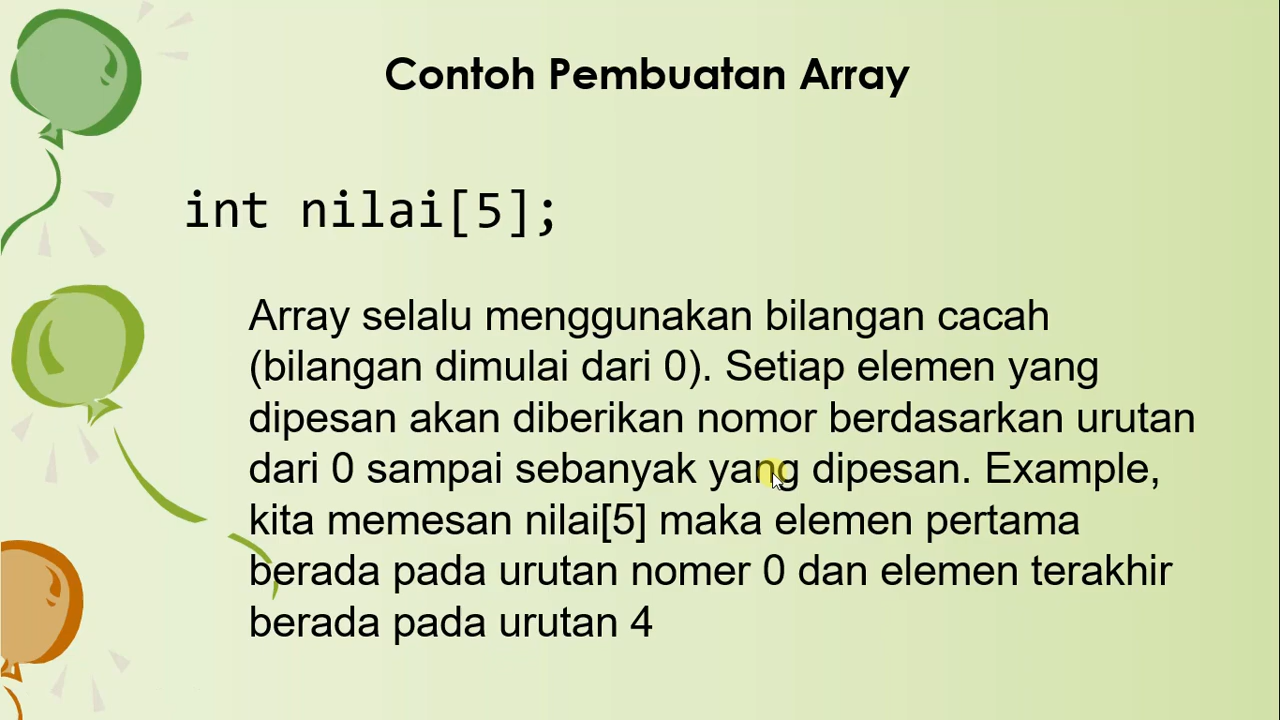 Contoh Pembuatan Array
int nilai[5];
Array selalu menggunakan bilangan cacah
(bilangan dimulai dari 0). Setiap elemen yang
dipesan akan diberikan nomor berdasarkan urutan
dari 0 sampai sebanyak yang dipesan. Example,
kita memesan nilai[5] maka elemen pertama
berada pada urutan nomer 0 dan elemen terakhir
berada pada urutan 4